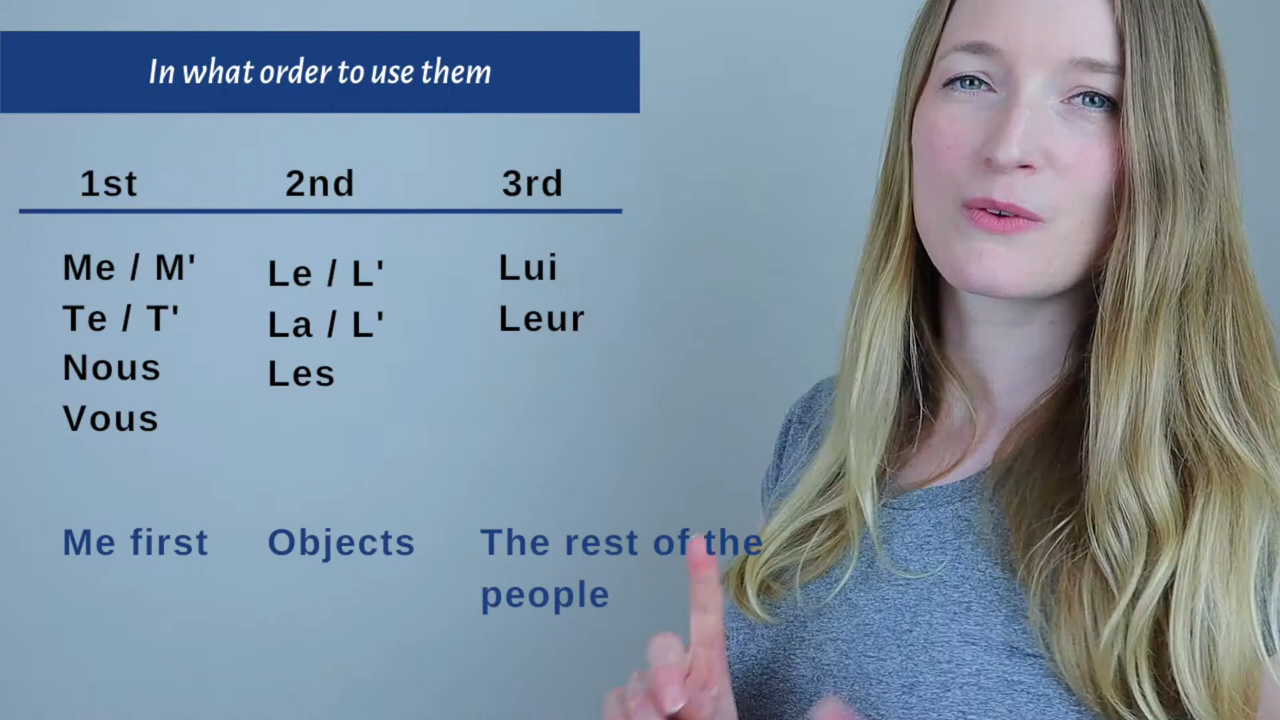 In what order to use them
1st 2nd 3rd
Me / M' Le / L' Lui
Te / T' La / L' Leur
Nous Les
Vous
Me first Objects The rest of the
people